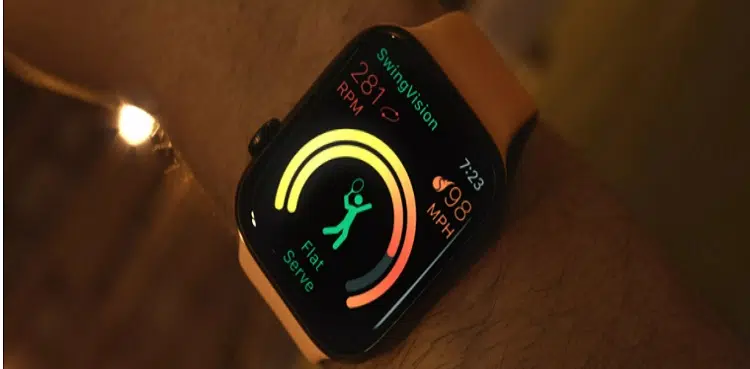 SwingVision
281
RPM
7:23
98
MPH
Flat
Serve